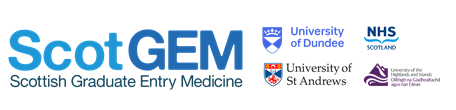 ScotGEM
Scottish Graduate Entry Medicine
University
of Dundee
NHS
SCOTLAND
University of
St Andrews
University of the
Highlands and Islands
Oilthigh na Gaidhealtachd
agus nan Eilean